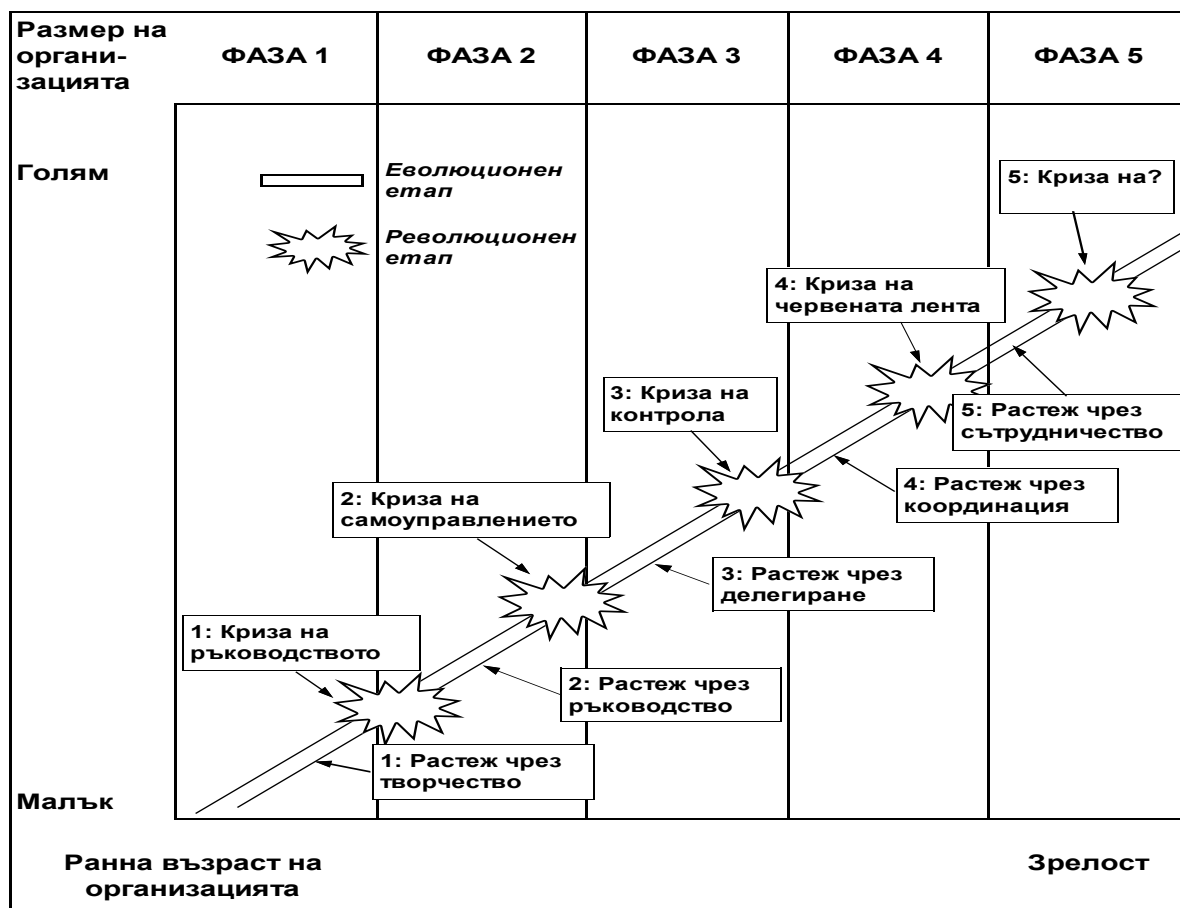 Размер на
органи-
зацията
ФАЗА 1
ФАЗА 2
ФАЗА 3
ФАЗА 4
ФАЗА 5
Голям
Еволюционен
етап
Революционен
етап
5: Криза на?
4: Криза на
червената лента
3: Криза на
контрола
5: Растеж чрез
сътрудничество
2: Криза на
самоуправлението
4: Растеж чрез
координация
3: Растеж чрез
делегиране
1: Криза на
ръководството
2: Растеж чрез
ръководство
1: Растеж чрез
творчество
Малък
Ранна възраст на
организацията
Зрелост